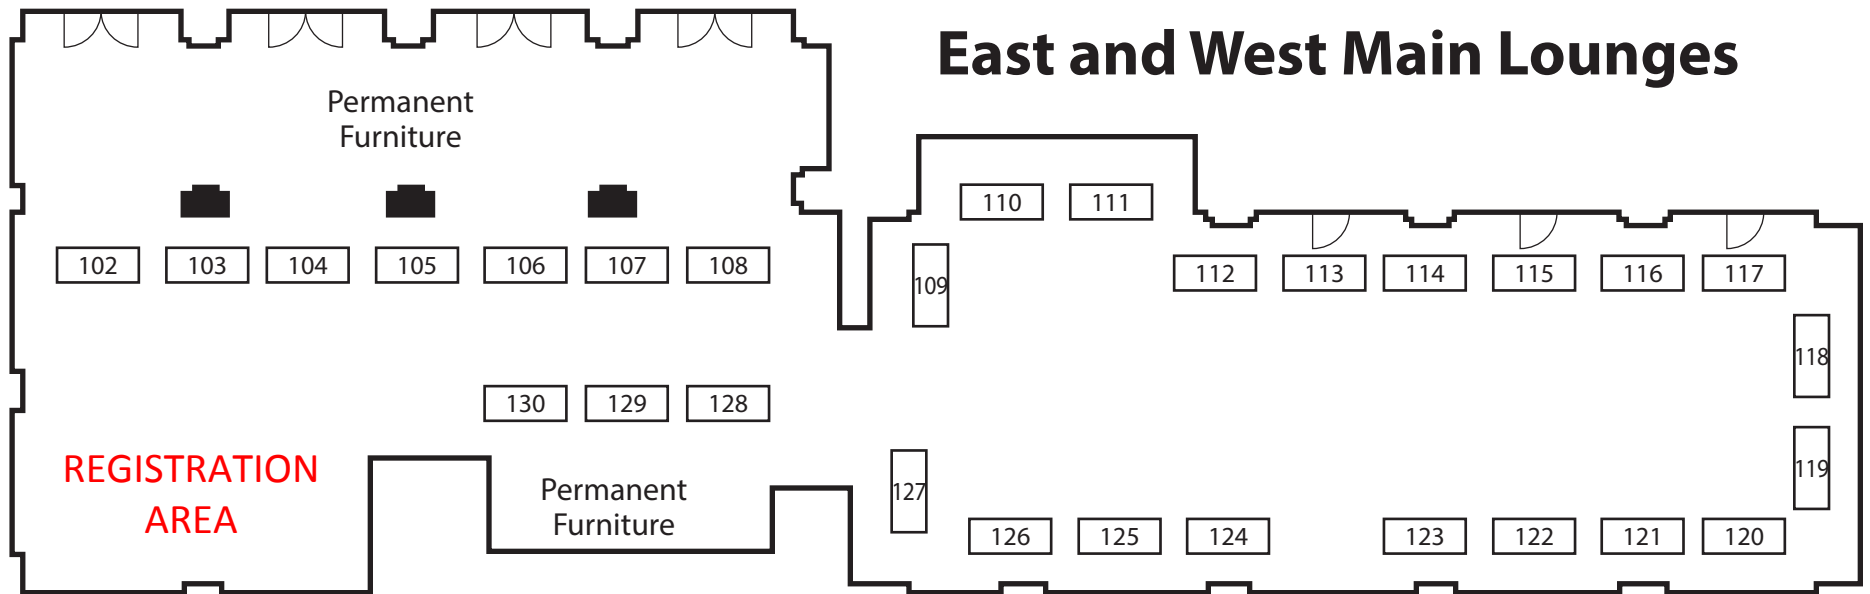 East and West Main Lounges
Permanent
Furniture
110 111
102 103 104 105 106 107 108
109
112 113 114 115 116 117
118
130 129 128
REGISTRATION
AREA
Permanent
Furniture
127
119
126 125 124 123 122 121 120